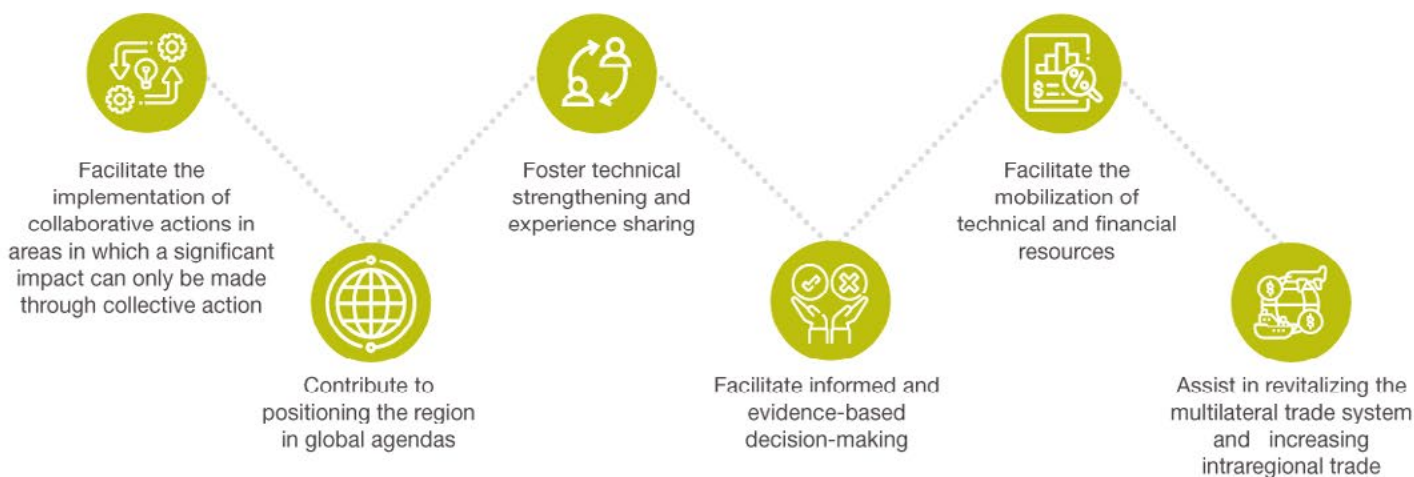 Facilitate the
implementation of
collaborative actions in
areas in which a significant
impact can only be made
through collective action
Contribute to
positioning the region
in global agendas
Foster technical
strengthening and
experience sharing
Facilitate informed and
evidence-based
decision-making
Facilitate the
mobilization of
technical and financial
resources
Assist in revitalizing the
multilateral trade system
and increasing
intraregional trade